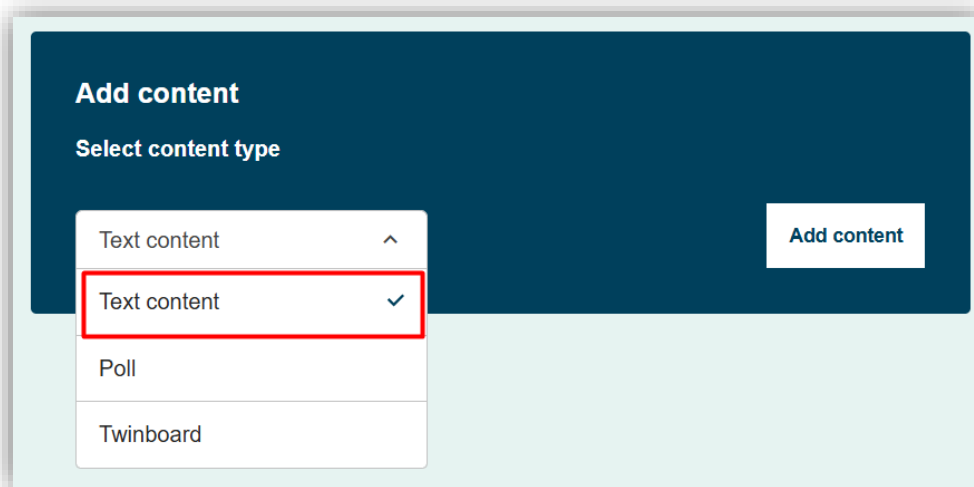 Add content
Select content type
Text content
Add content
Text content
Poll
Twinboard